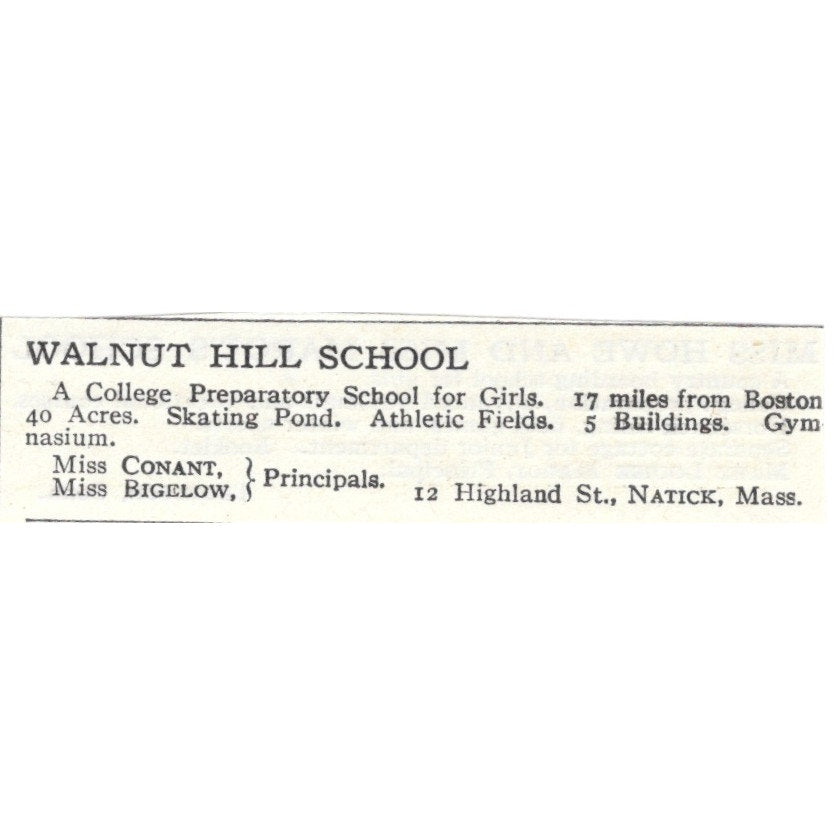 WALNUT HILL SCHOOL
A College Preparatory School for Girls. 17 miles from Boston
40 Acres. Skating Pond. Athletic Fields. 5 Buildings. Gym-
nasium.
Miss CONANT,
Miss BIGELOW, } Principals.
12 Highland St., NATICK, Mass.